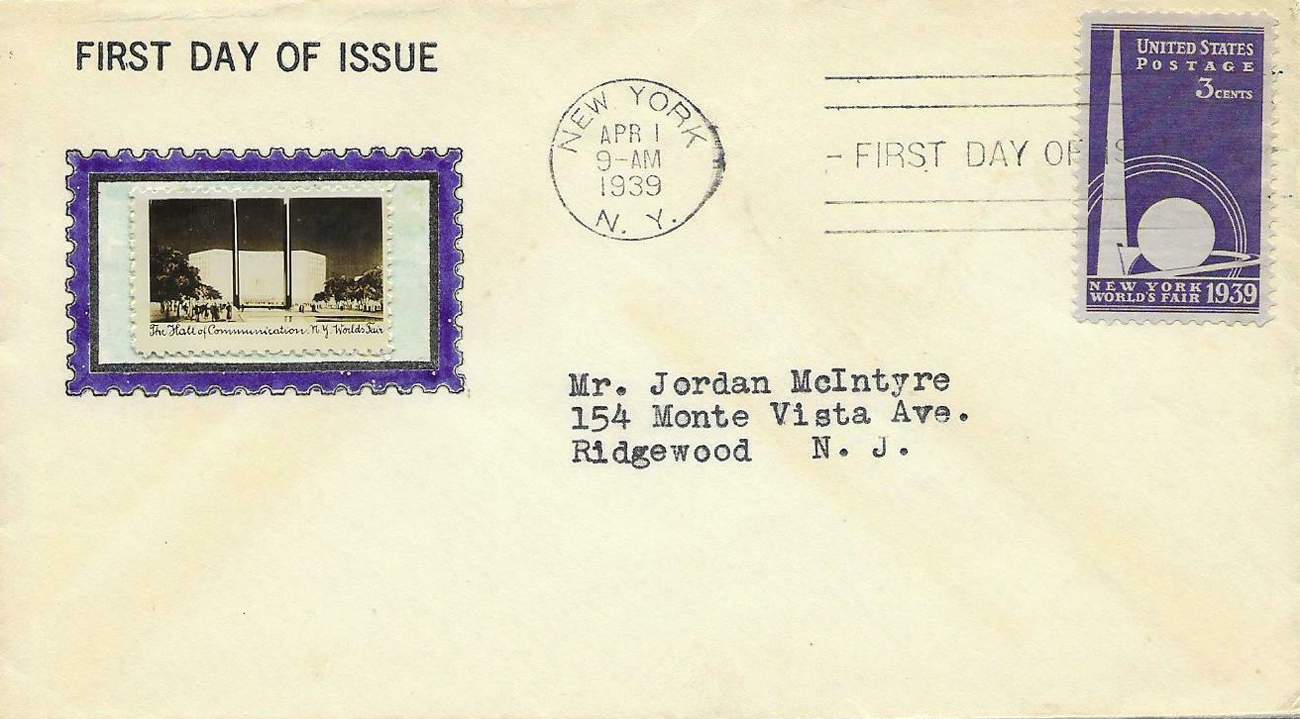 FIRST DAY OF ISSUE
The Hall of Communication. N.Y. Worlds Fair
NEW YORK
APR 1
9-AM
1939
N. Y.
- FIRST DAY OF IS
UNITED STATES
POSTAGE
3 CENTS
NEW YORK
WORLD'S FAIR 1939
Mr. Jordan McIntyre
154 Monte Vista Ave.
Ridgewood N. J.